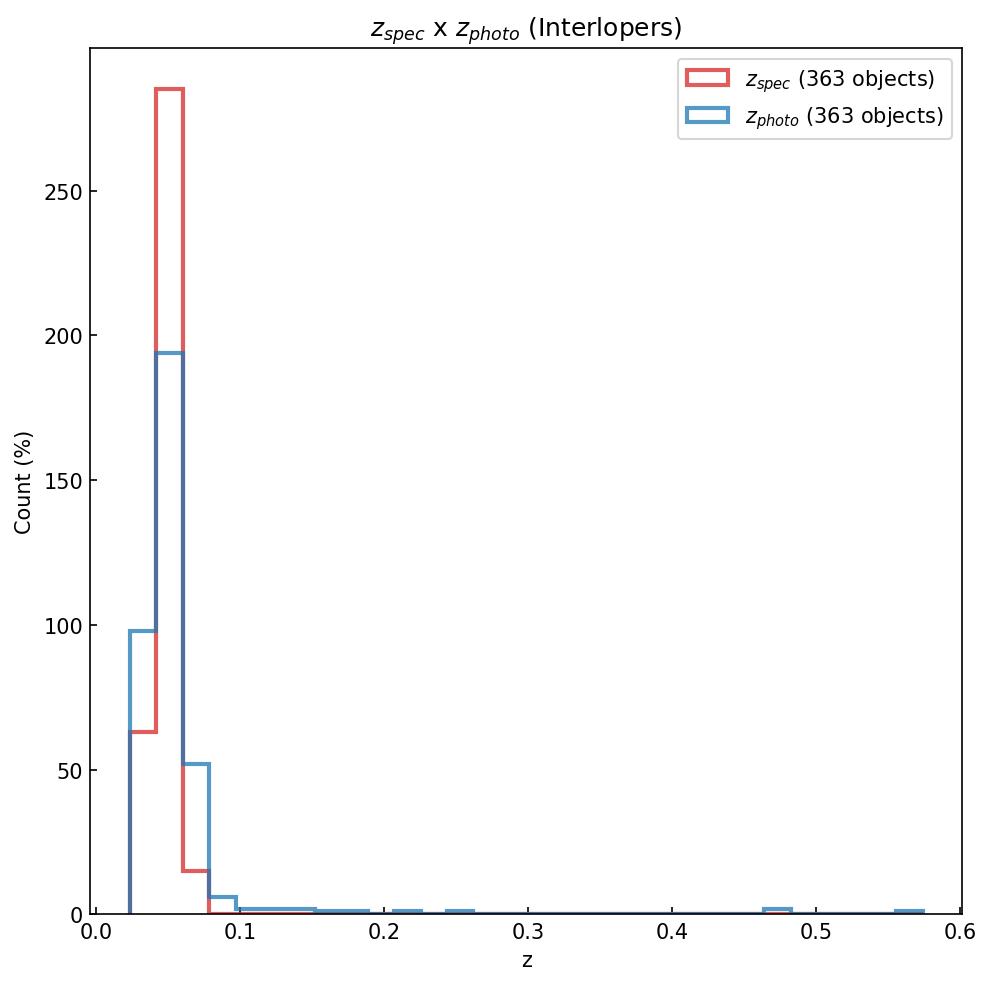 z_spec x z_photo (Interlopers)
z_spec (363 objects)
z_photo (363 objects)
Count (%)
250
200
150
100
50
0
0.0 0.1 0.2 0.3 0.4 0.5 0.6
z